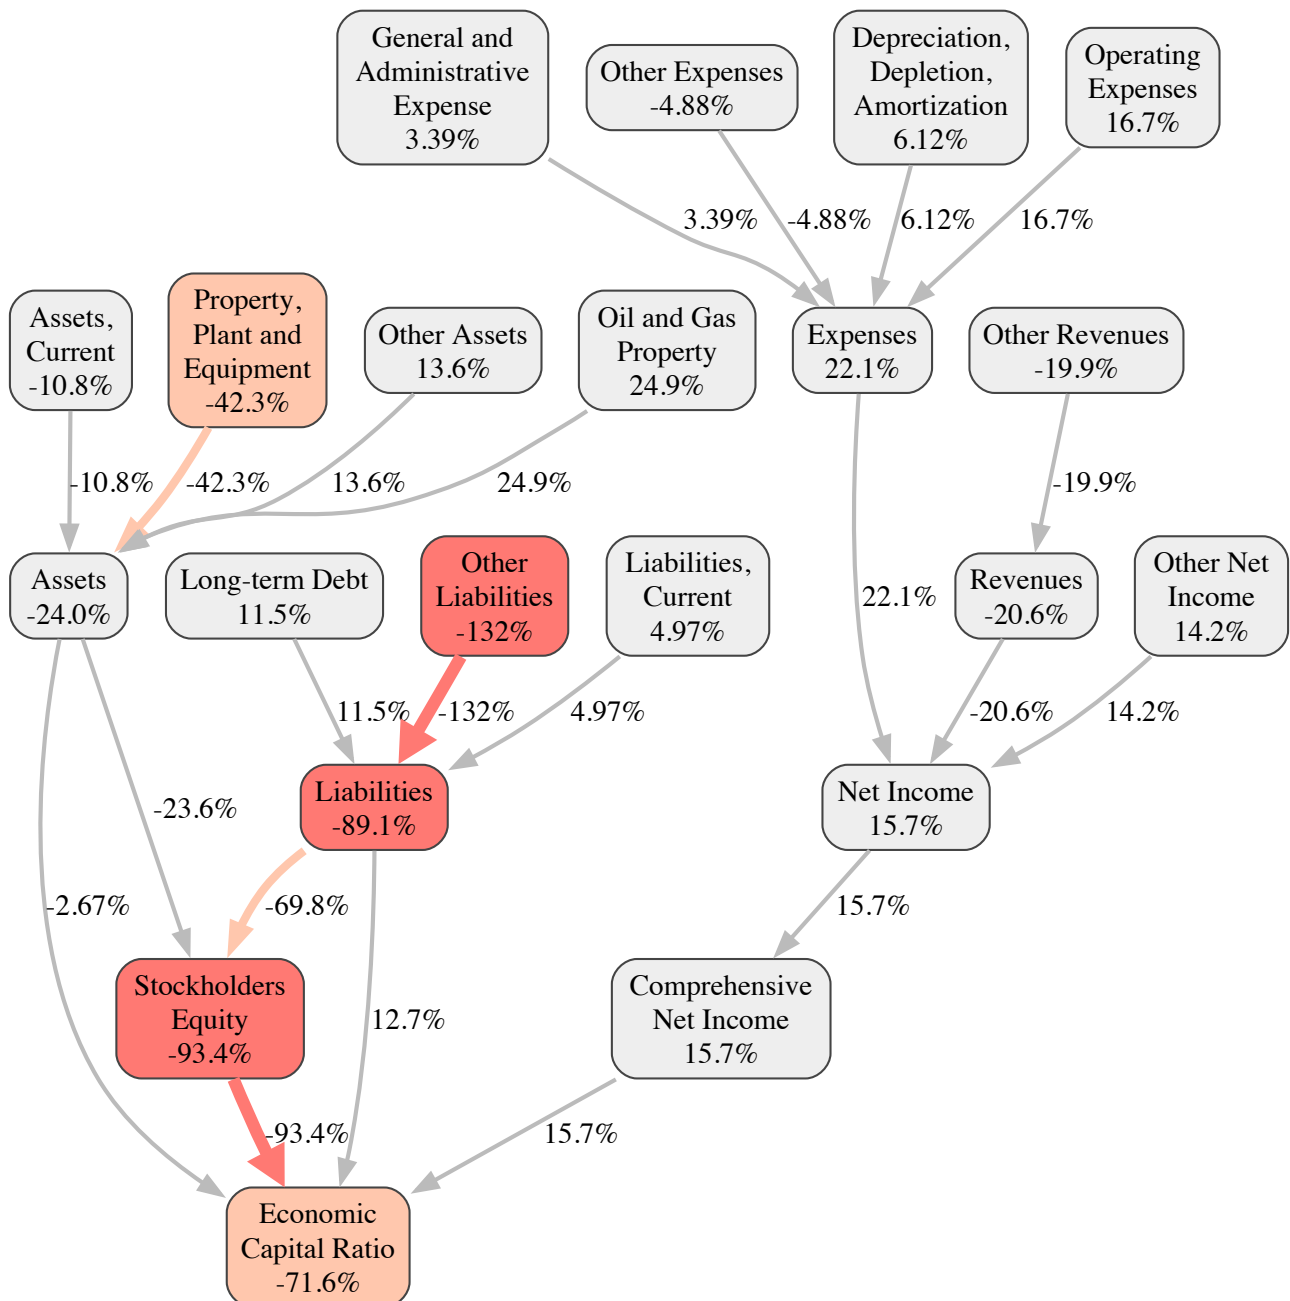 General and
Administrative
Expense
3.39%
Other Expenses
-4.88%
Depreciation,
Depletion,
Amortization
6.12%
Operating
Expenses
16.7%
3.39%
-4.88%
6.12%
16.7%
Assets,
Current
-10.8%
Property,
Plant and
Equipment
-42.3%
Other Assets
13.6%
Oil and Gas
Property
24.9%
Expenses
22.1%
Other Revenues
-19.9%
-10.8%
-42.3%
13.6%
24.9%
-19.9%
Assets
-24.0%
Long-term Debt
11.5%
Other
Liabilities
-132%
Liabilities,
Current
4.97%
22.1%
Revenues
-20.6%
Other Net
Income
14.2%
11.5%
-132%
4.97%
-20.6%
14.2%
-23.6%
Liabilities
-89.1%
Net Income
15.7%
-2.67%
-69.8%
15.7%
Stockholders
Equity
-93.4%
12.7%
Comprehensive
Net Income
15.7%
-93.4%
15.7%
Economic
Capital Ratio
-71.6%